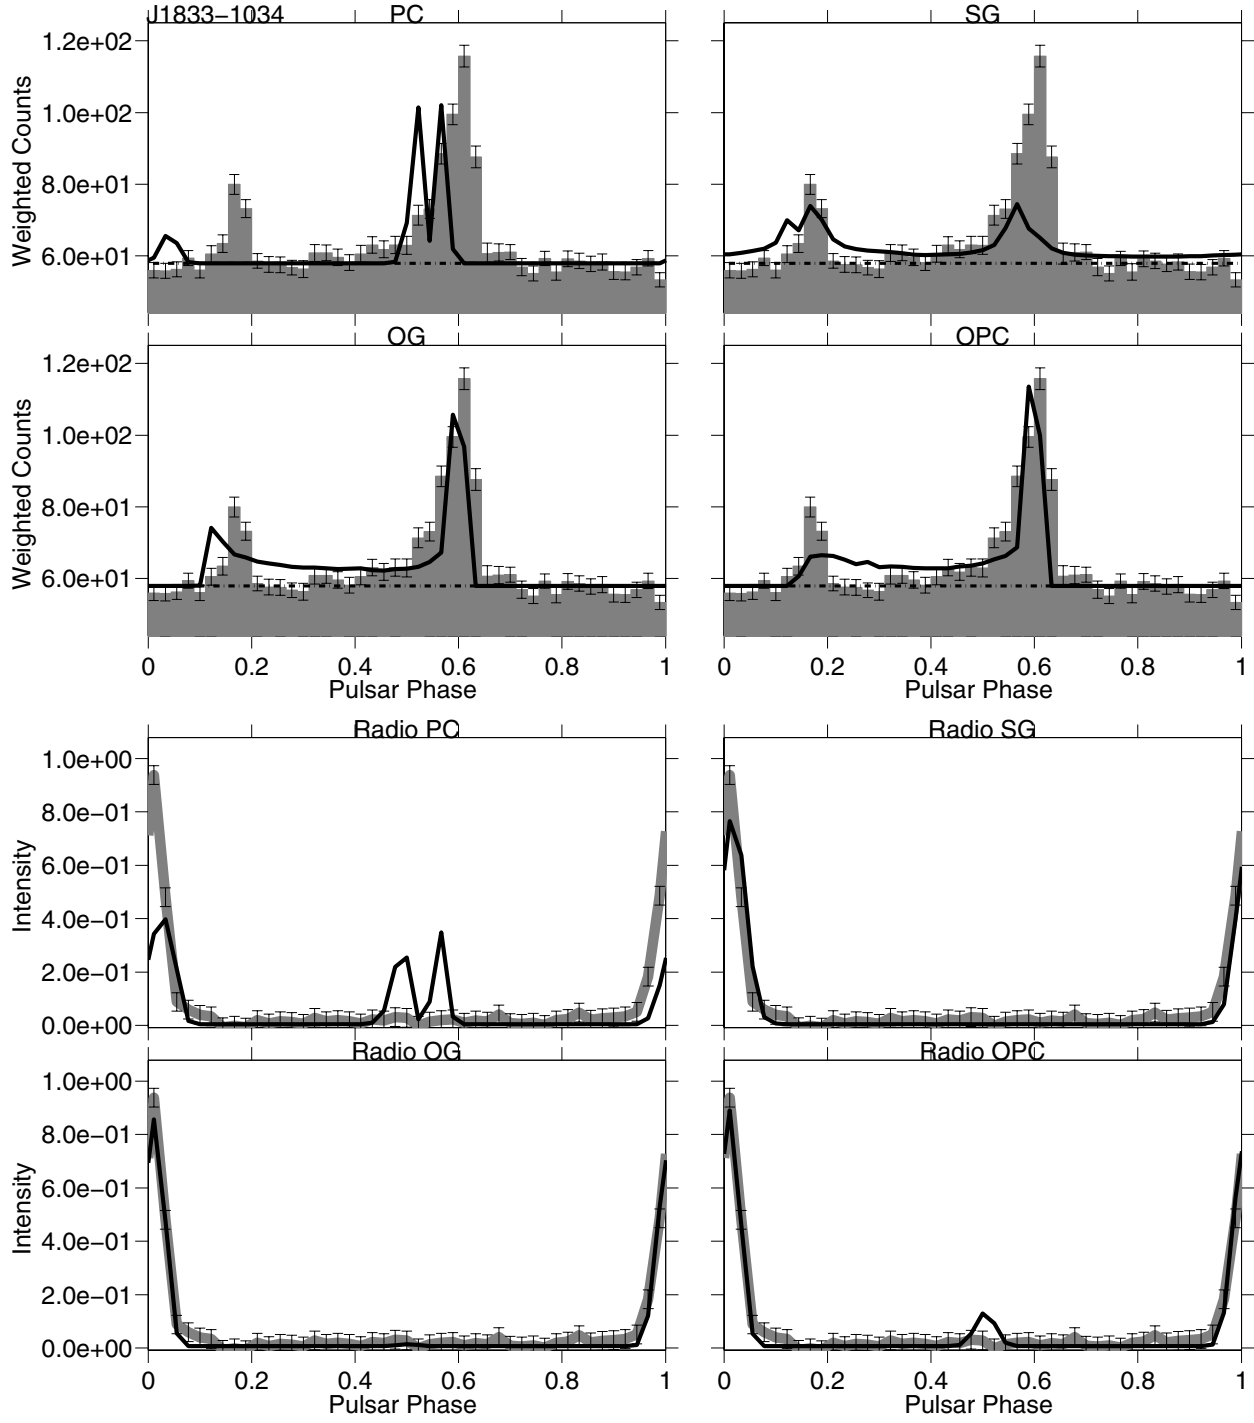 J1833−1034 PC SG
1.2e+02
1.0e+02
8.0e+01
6.0e+01
Weighted Counts
OG OPC
1.2e+02
1.0e+02
8.0e+01
6.0e+01
Weighted Counts
0 0.2 0.4 0.6 0.8 1 0 0.2 0.4 0.6 0.8 1
Pulsar Phase Pulsar Phase
Radio PC Radio SG
1.0e+00
8.0e−01
6.0e−01
4.0e−01
2.0e−01
0.0e+00
Intensity
Radio OG Radio OPC
1.0e+00
8.0e−01
6.0e−01
4.0e−01
2.0e−01
0.0e+00
Intensity
0 0.2 0.4 0.6 0.8 1 0 0.2 0.4 0.6 0.8 1
Pulsar Phase Pulsar Phase